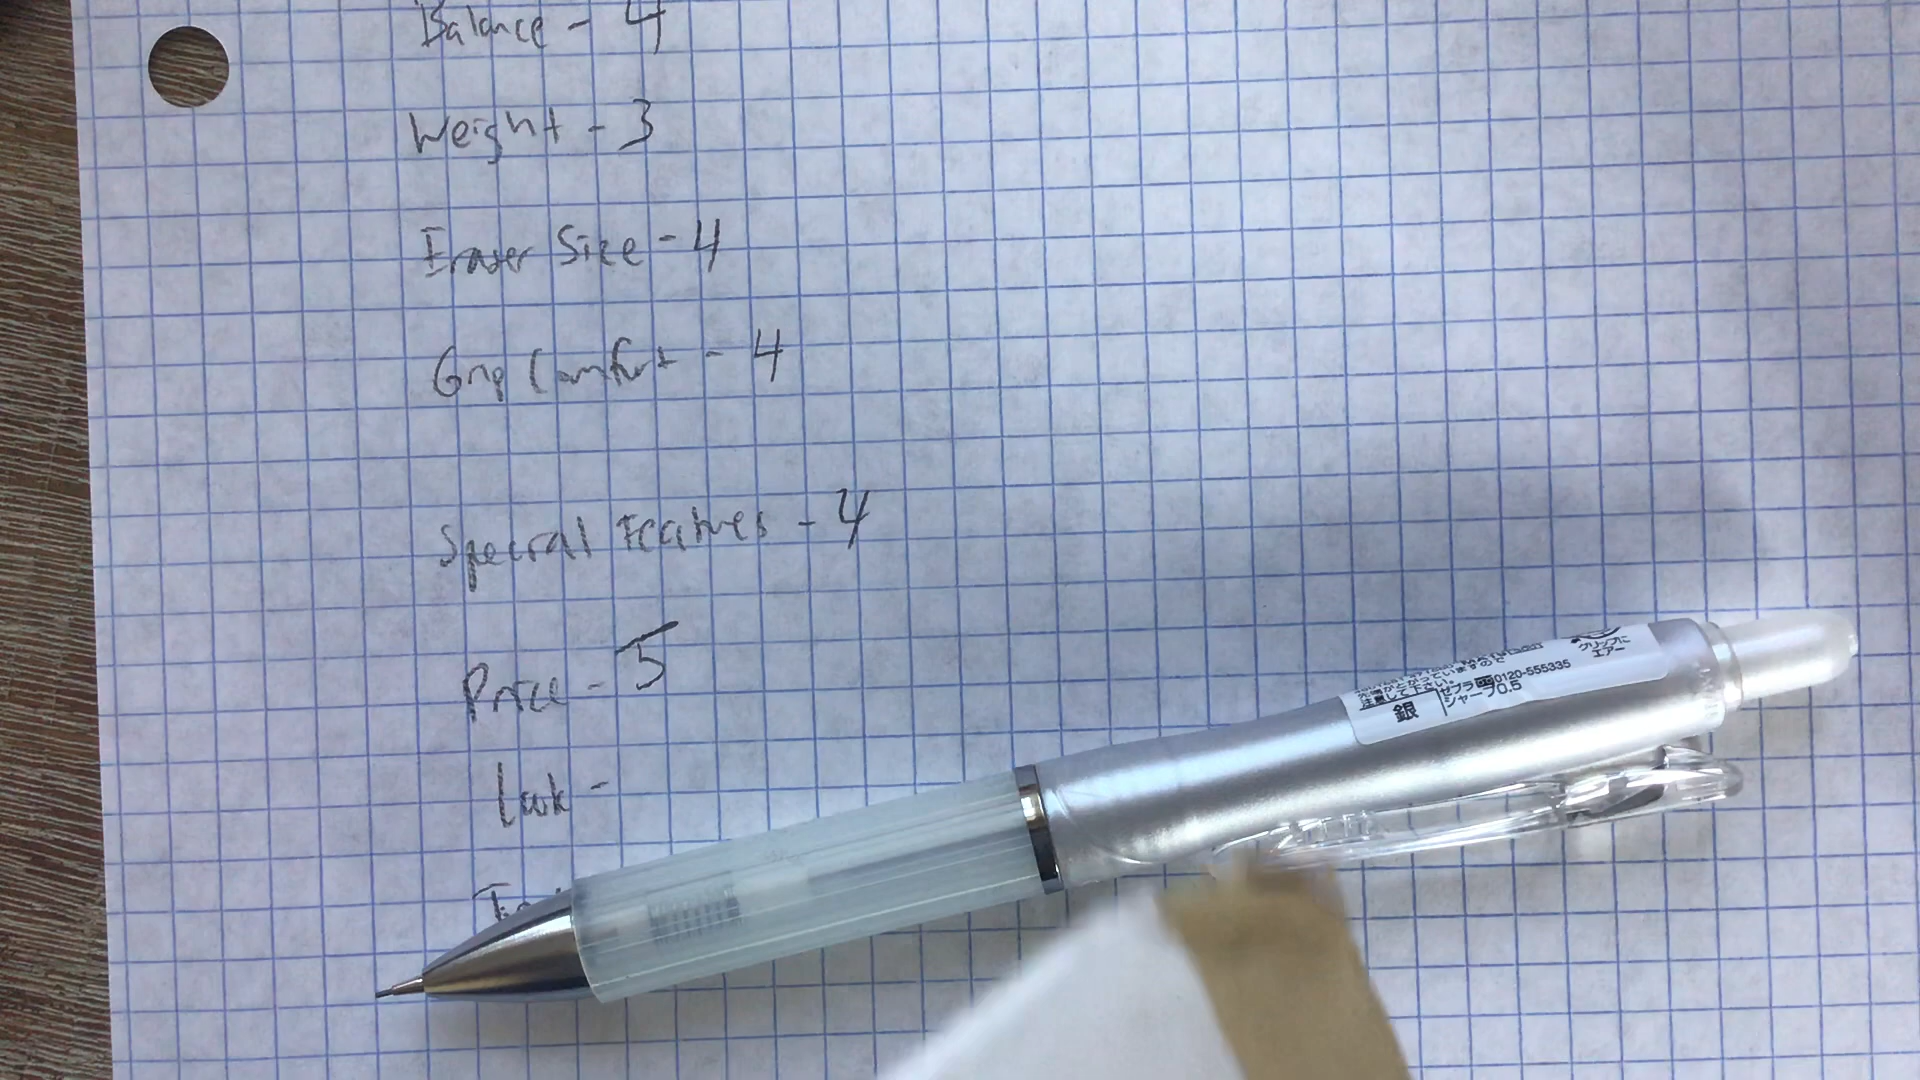 Balance - 4
Weight - 3
Eraser Size - 4
Grip Comfort - 4
Special Features - 4
Price - 5
Look -
グリップに
エアー
注意して下さい。
ゼブラ 0120-555335
銀 シャープ0.5